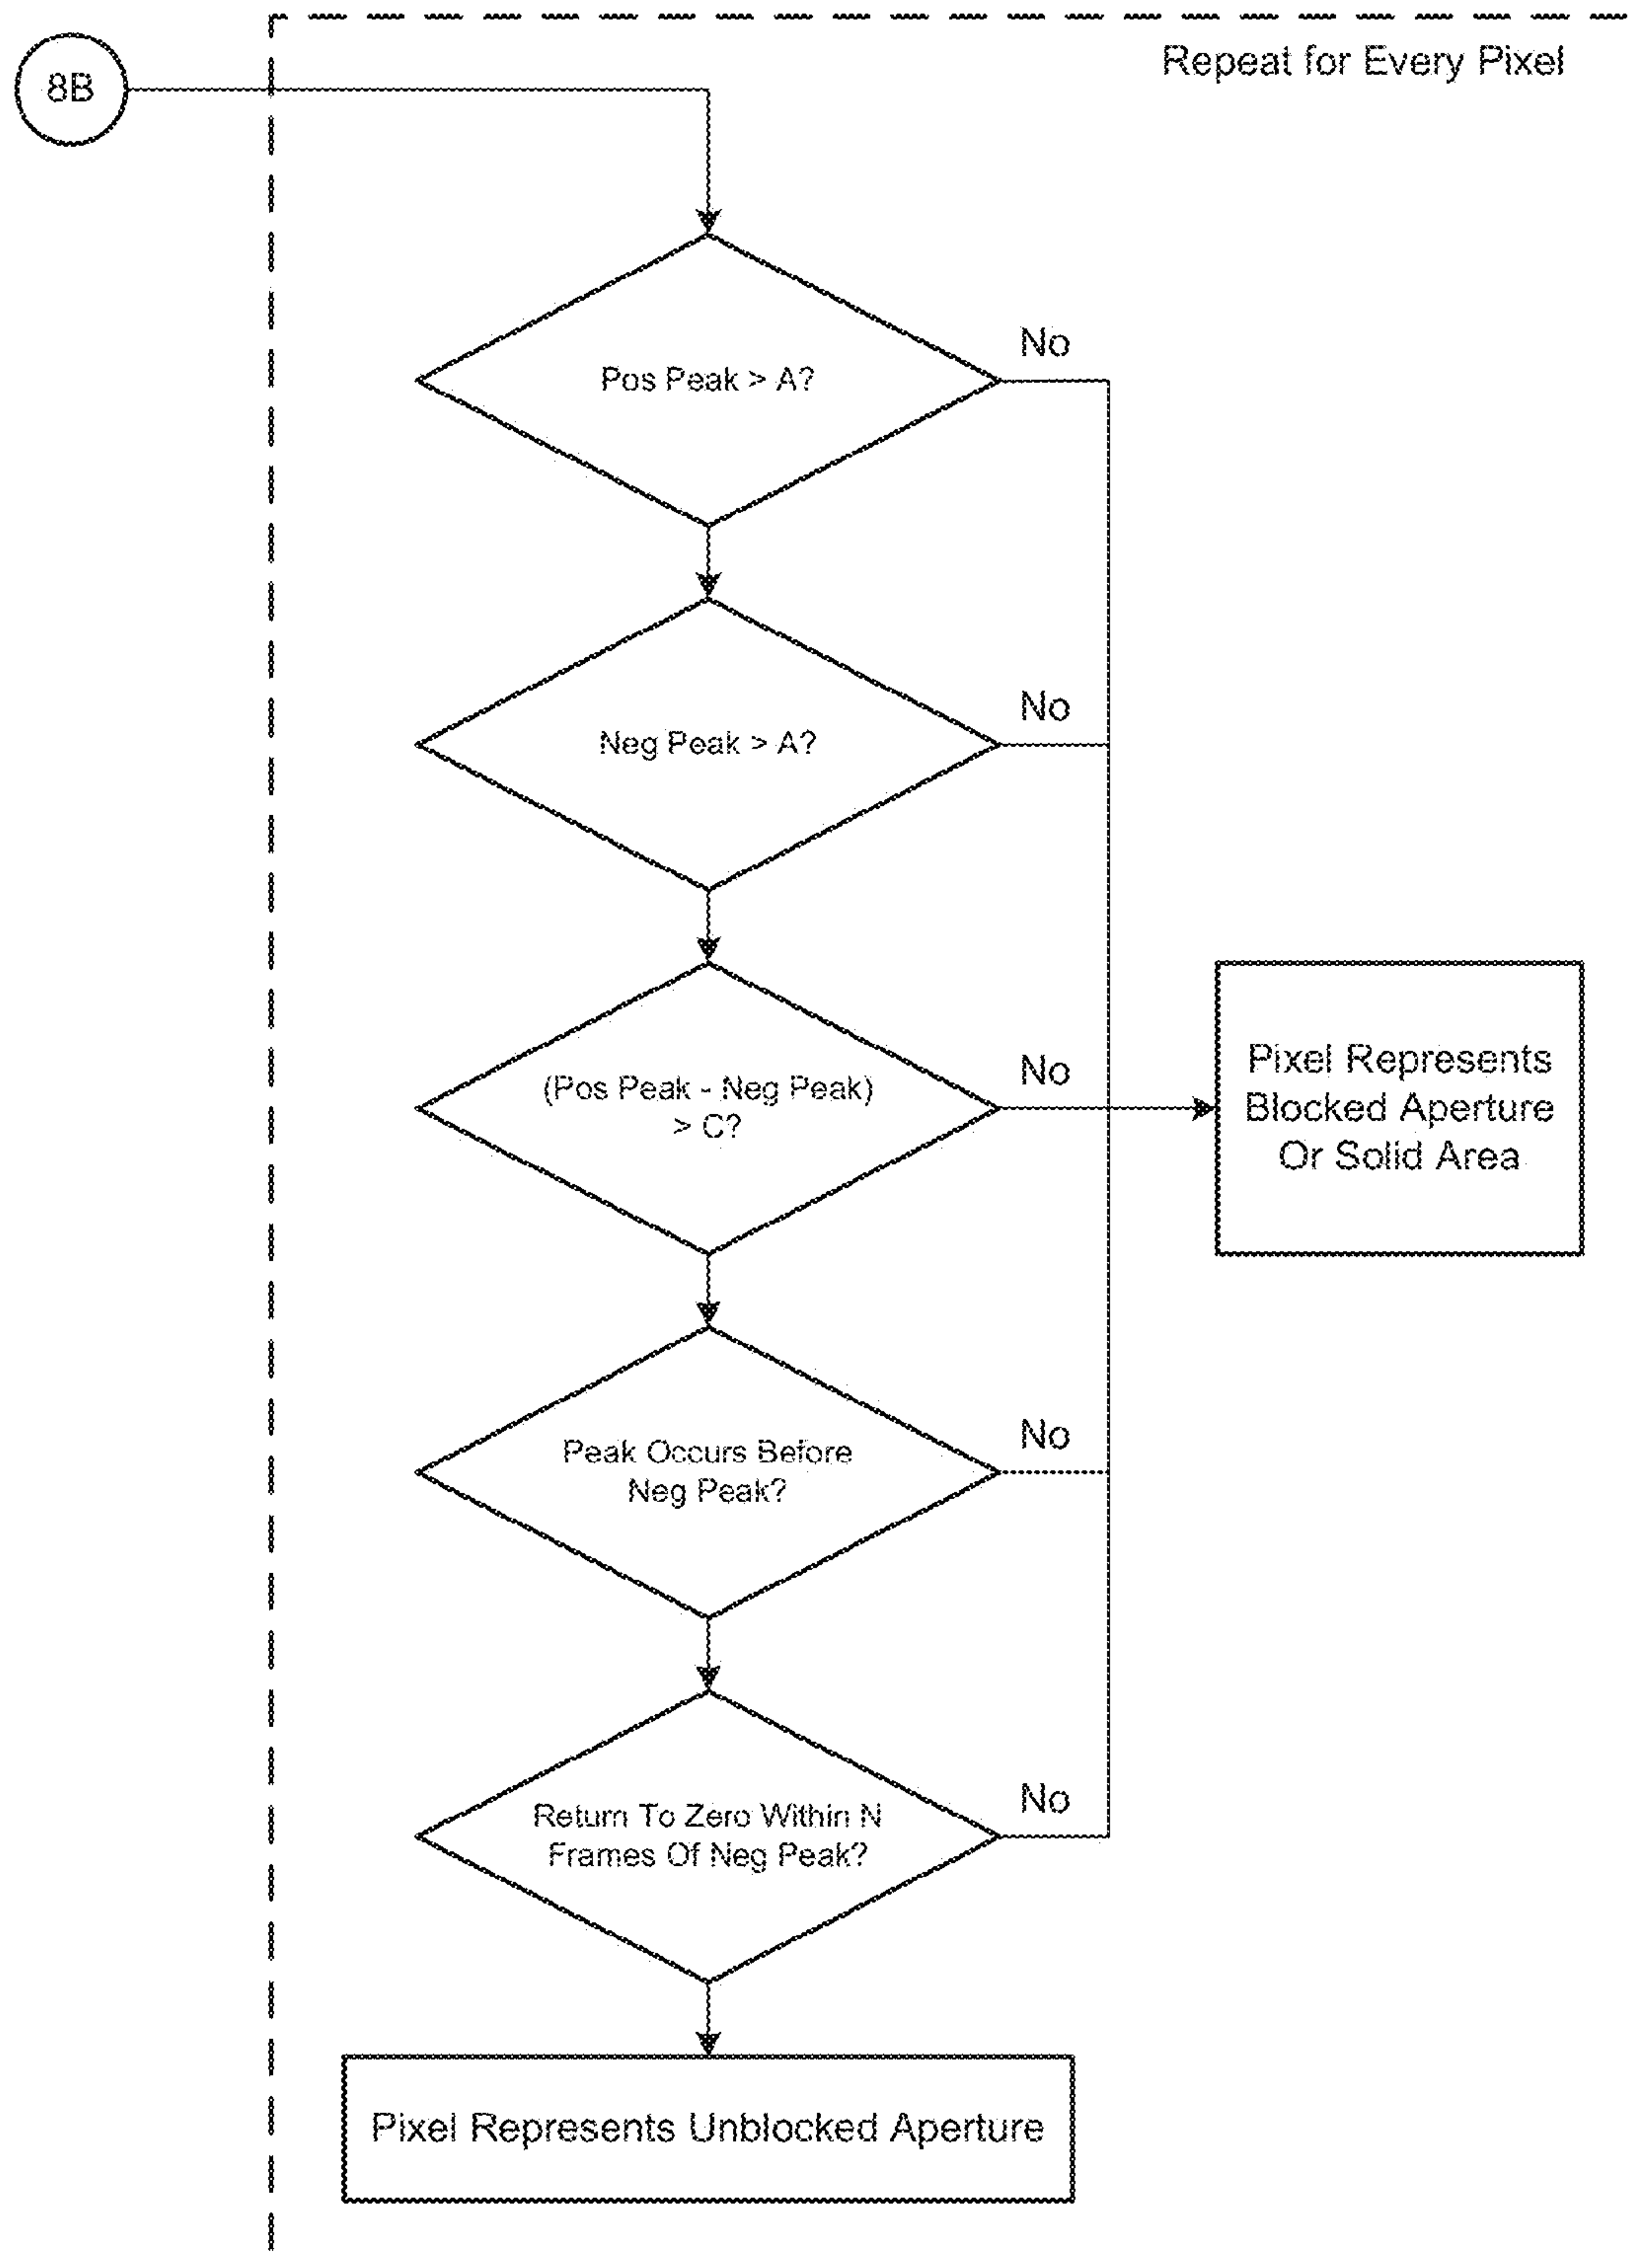 Repeat for Every Pixel
8B
Pos Peak > A?
No
Neg Peak > A?
No
(Pos Peak - Neg Peak)
> C?
No
Pixel Represents
Blocked Aperture
Or Solid Area
Peak Occurs Before
Neg Peak?
No
Return To Zero Within N
Frames Of Neg Peak?
No
Pixel Represents Unblocked Aperture